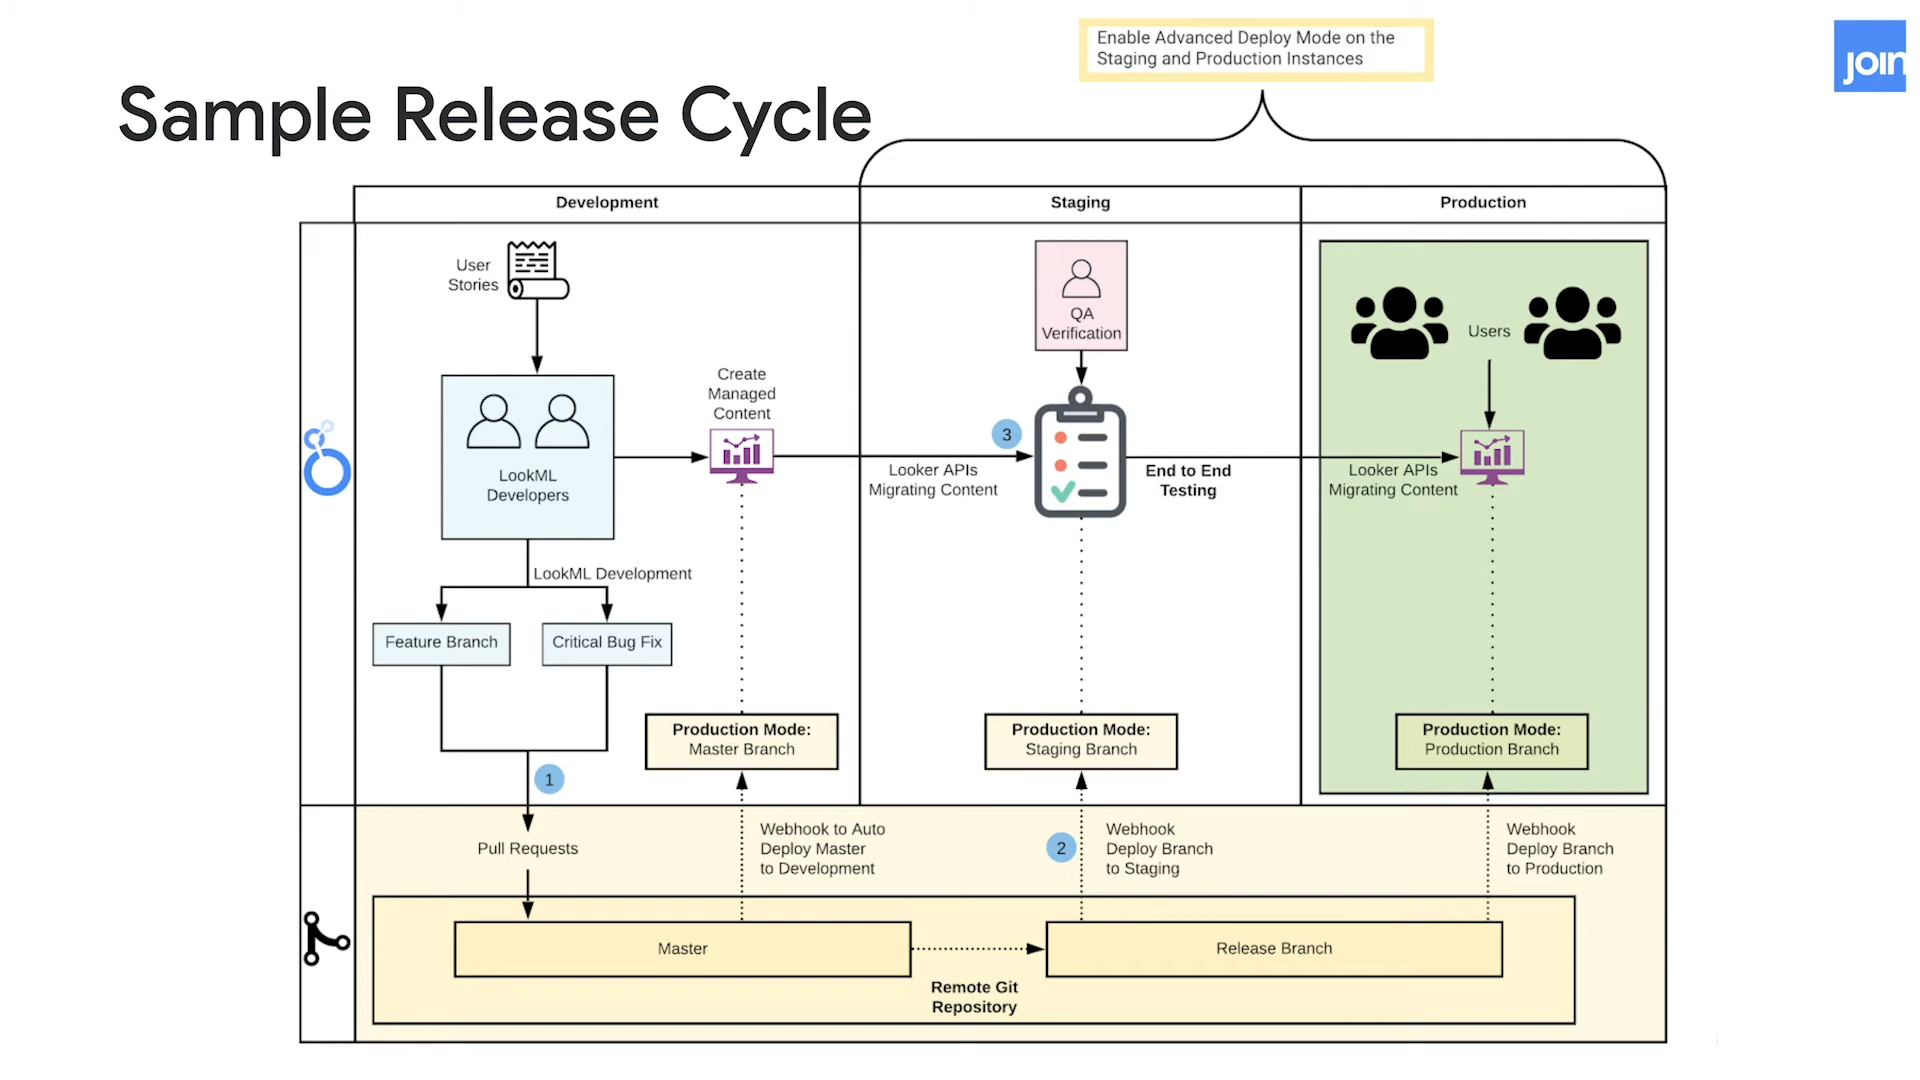 Enable Advanced Deploy Mode on the
Staging and Production Instances
JOIN
Sample Release Cycle
Development
Staging
Production
User
Stories
QA
Verification
Users
Create
Managed
Content
LookML
Developers
3
Looker APIs
Migrating Content
End to End
Testing
Looker APIs
Migrating Content
LookML Development
Feature Branch
Critical Bug Fix
Production Mode:
Master Branch
Production Mode:
Staging Branch
Production Mode:
Production Branch
1
Pull Requests
Webhook to Auto
Deploy Master
to Development
2
Webhook
Deploy Branch
to Staging
Webhook
Deploy Branch
to Production
Master
Release Branch
Remote Git
Repository